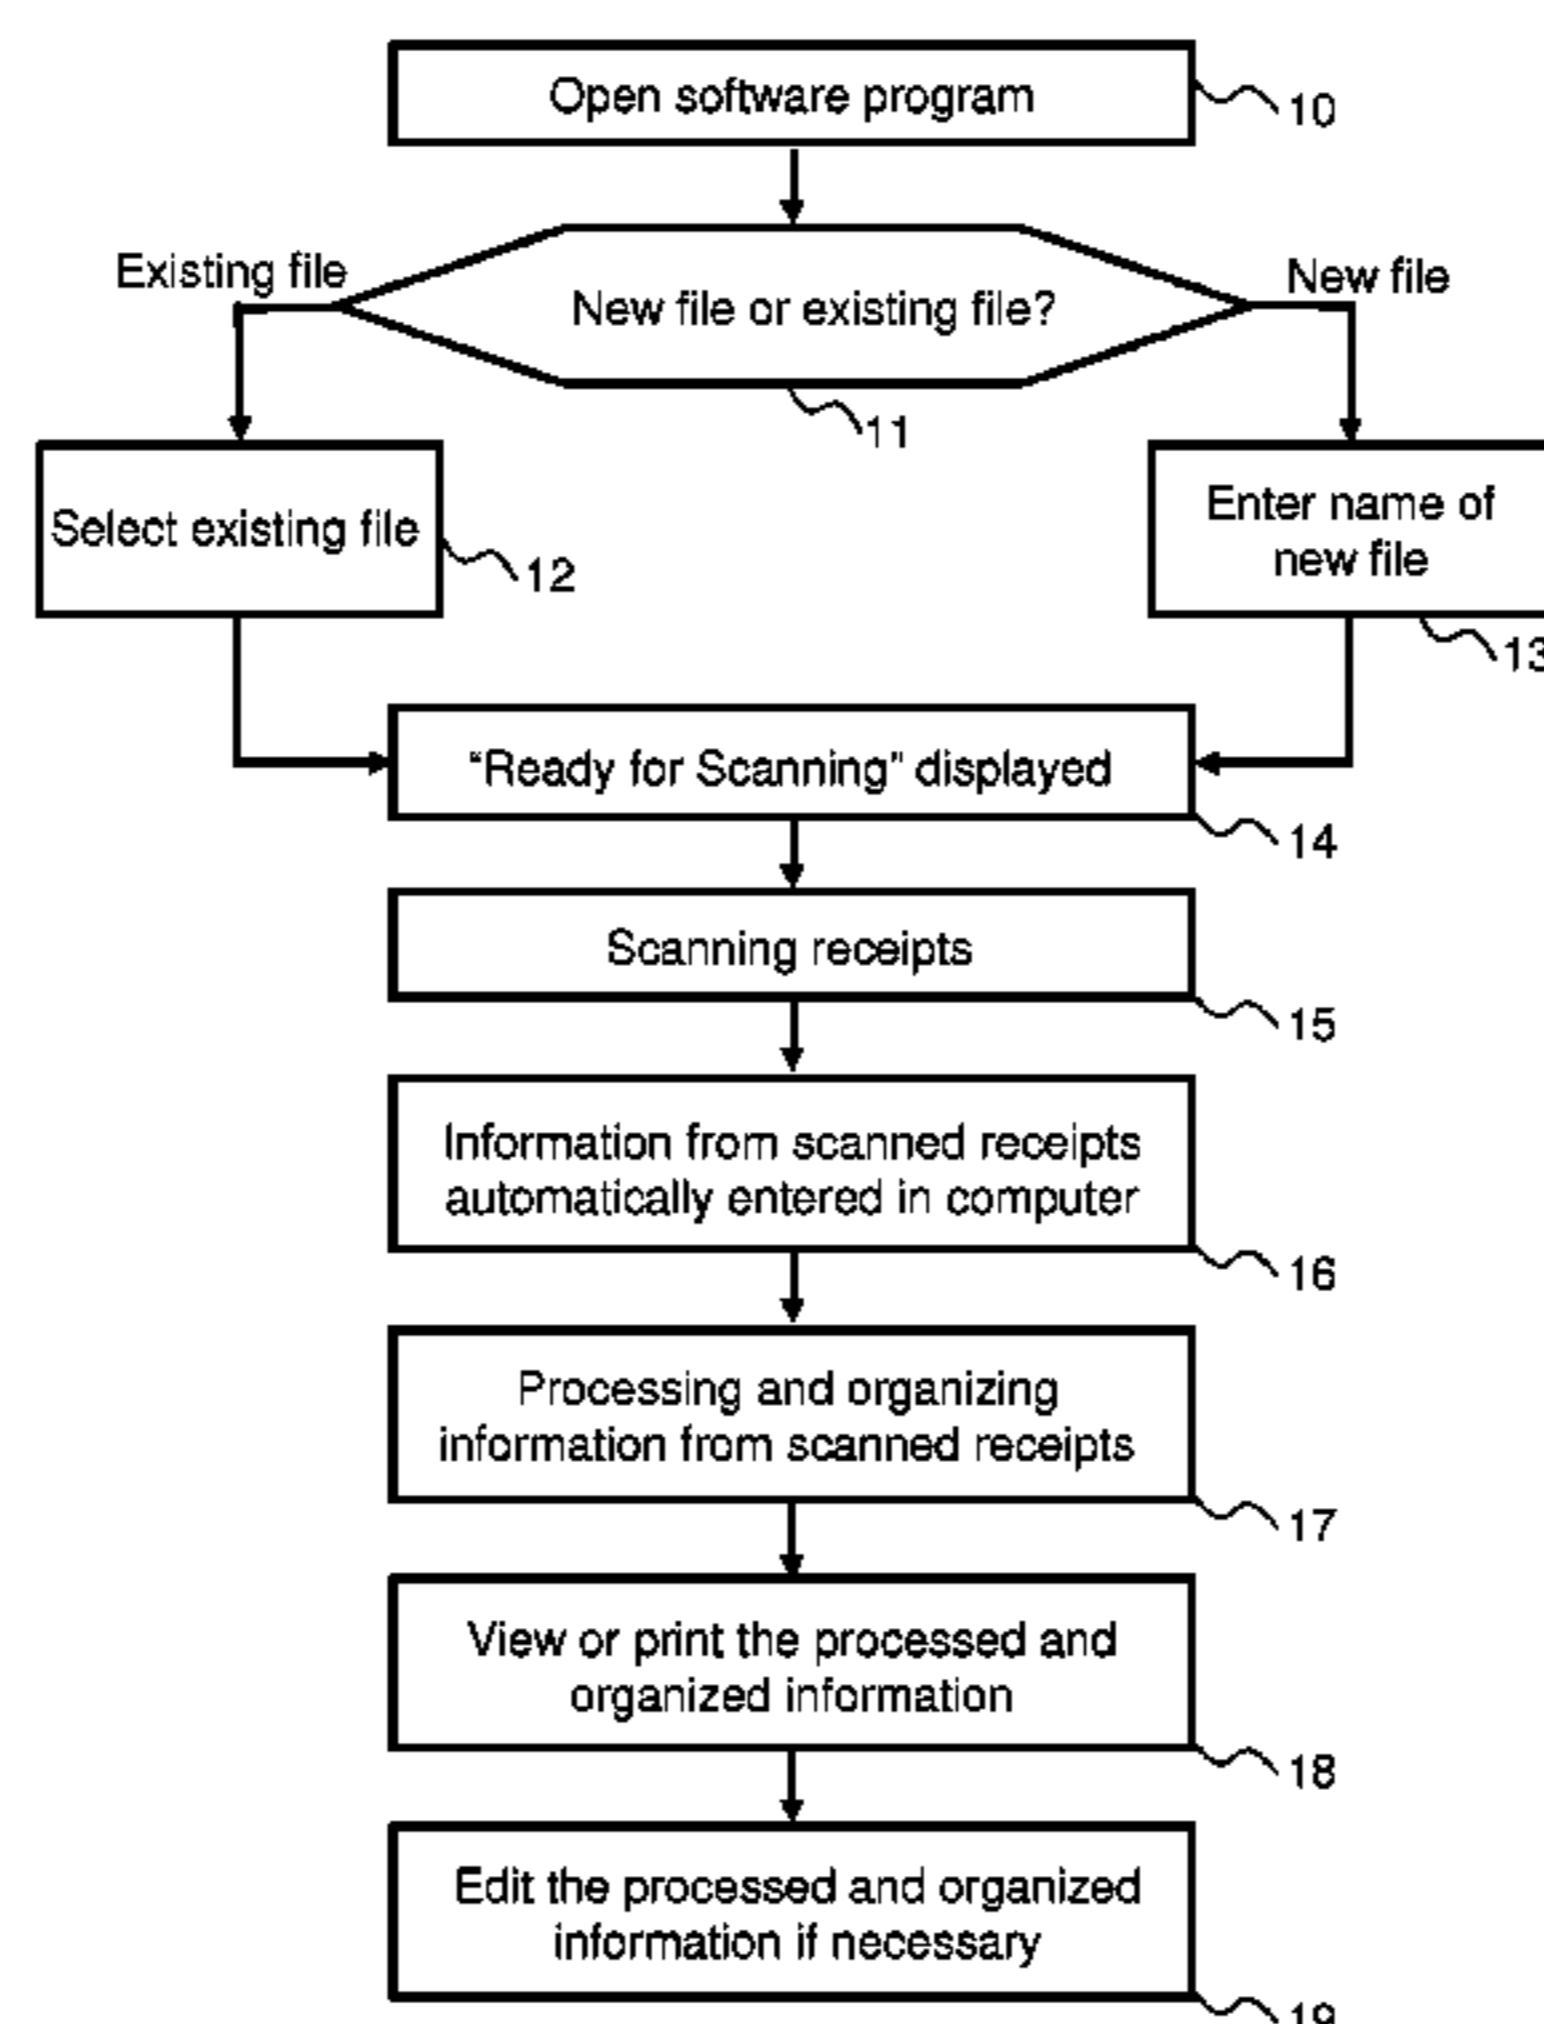 Open software program
10
Existing file
New file or existing file?
New file
11
Select existing file
12
Enter name of
new file
13
“Ready for Scanning” displayed
14
Scanning receipts
15
Information from scanned receipts
automatically entered in computer
16
Processing and organizing
information from scanned receipts
17
View or print the processed and
organized information
18
Edit the processed and organized
information if necessary
19